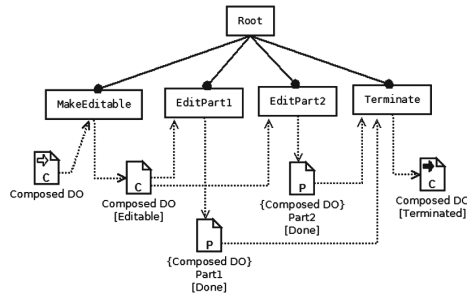 Root
MakeEditable
EditPart1
EditPart2
Terminate
C
Composed DO
C
Composed DO
[Editable]
P
{Composed DO}
Part1
[Done]
P
{Composed DO}
Part2
[Done]
C
Composed DO
[Terminated]